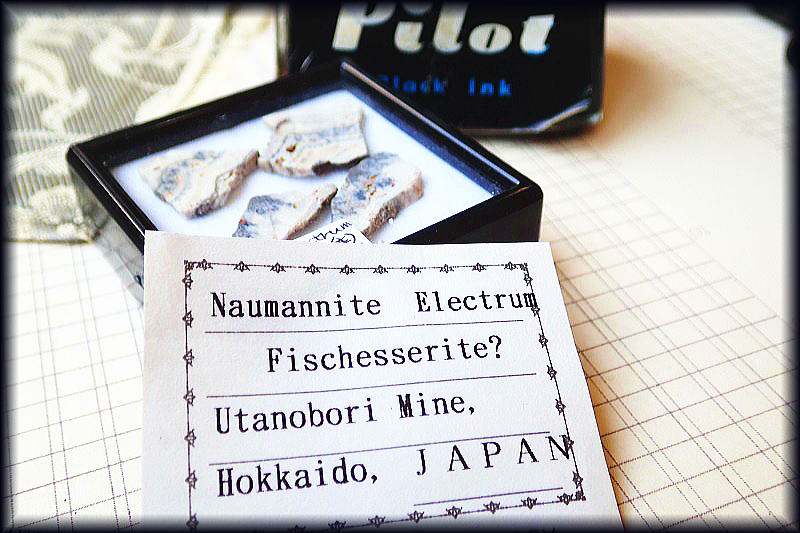 Pilot
Black Ink
Naumannite Electrum
Fischesserite?
Utanobori Mine,
Hokkaido, JAPAN